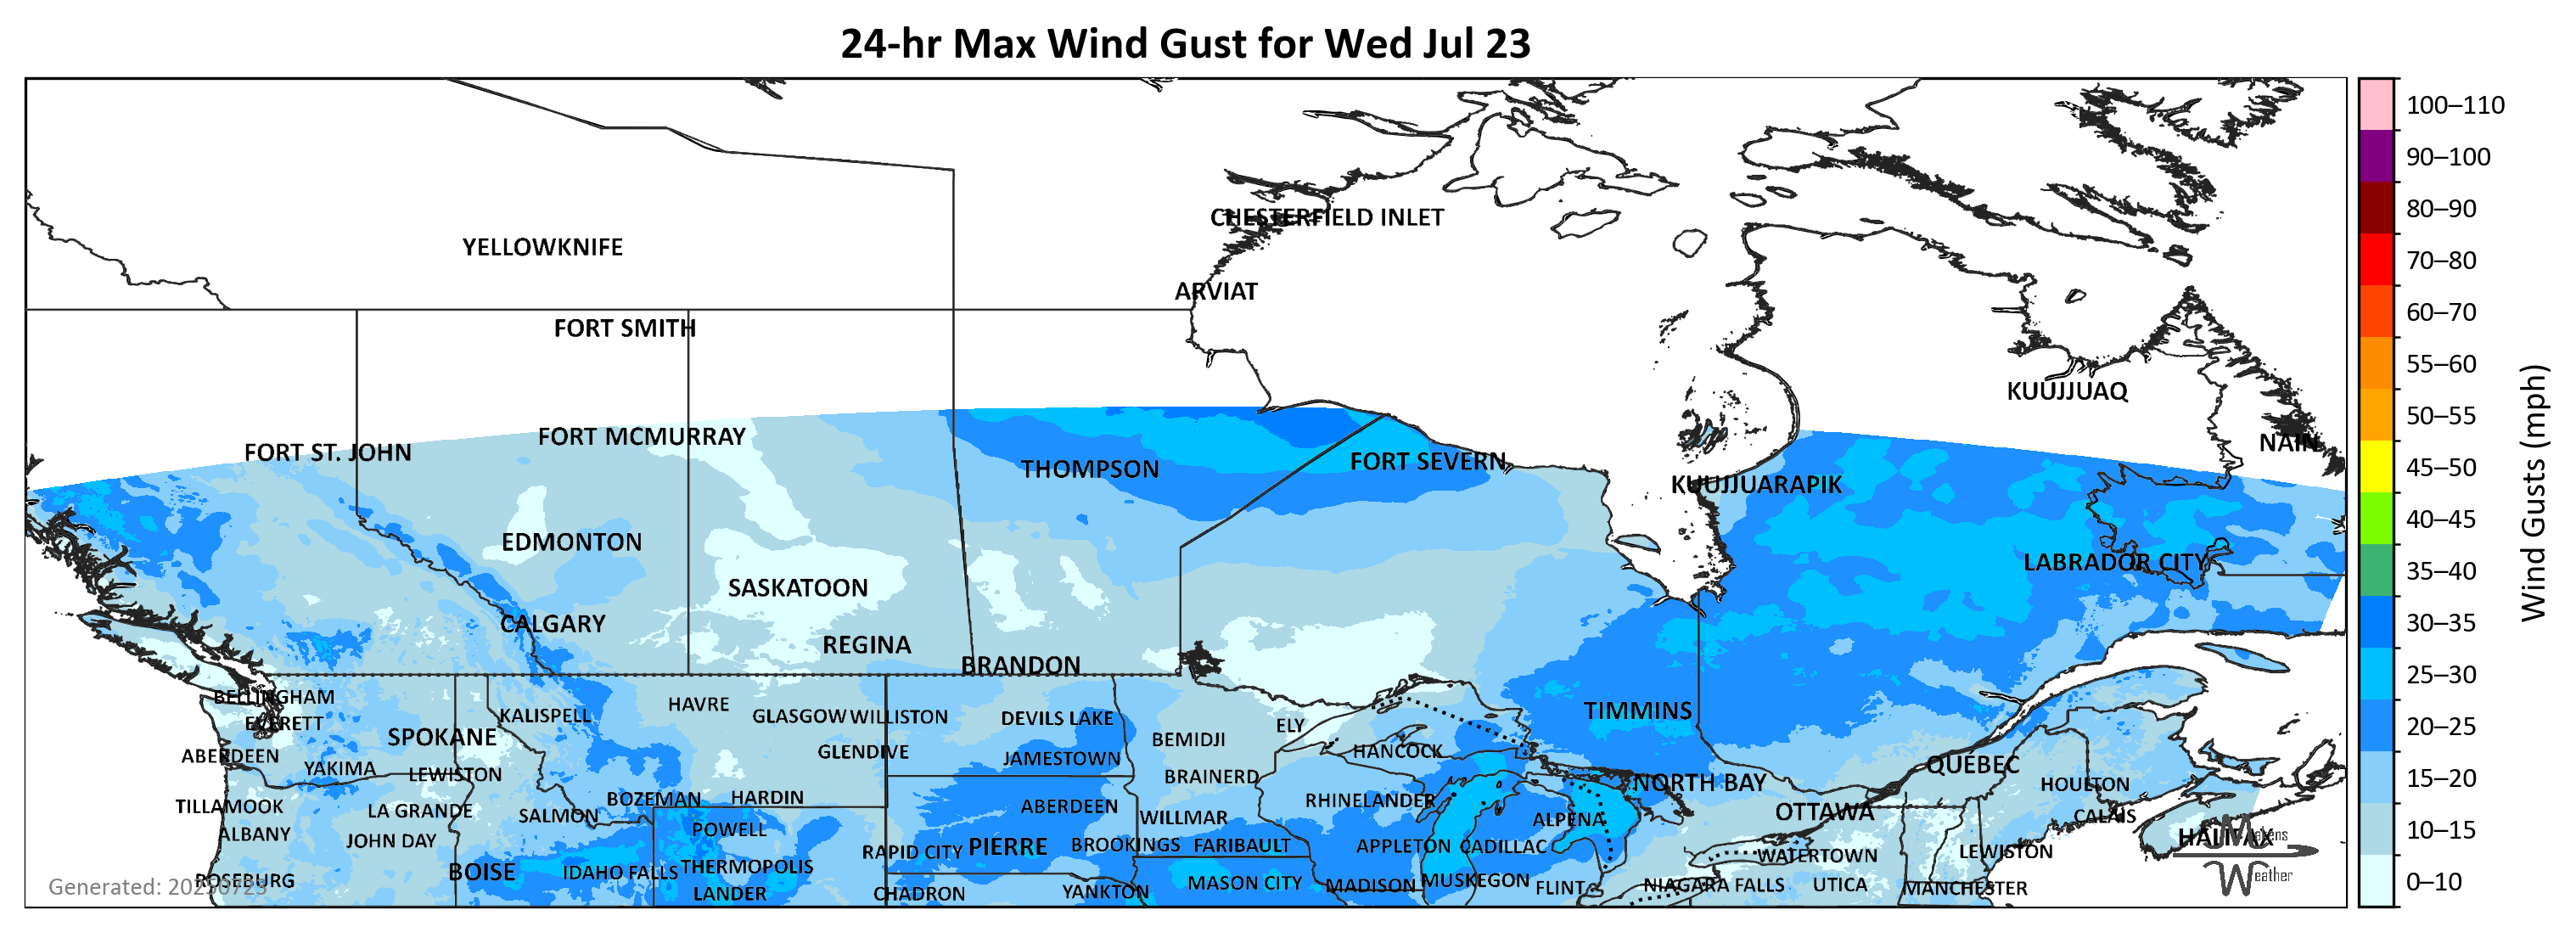 24-hr Max Wind Gust for Wed Jul 23
100–110
90–100
80–90
70–80
60–70
55–60
50–55
45–50
40–45
35–40
30–35
25–30
20–25
15–20
10–15
0–10
Wind Gusts (mph)
CHESTERFIELD INLET
YELLOWKNIFE
ARVIAT
FORT SMITH
KUUJJUAQ
FORT MCMURRAY
NAIN
FORT ST. JOHN
FORT SEVERN
THOMPSON
KUUJJUARAPIK
EDMONTON
LABRADOR CITY
SASKATOON
CALGARY
REGINA
BRANDON
BELLINGHAM
HAVRE
TIMMINS
KALISPELL
GLASGOW WILLISTON
DEVILS LAKE
EVERETT
ELY
SPOKANE
BEMIDJI
GLENDIVE
HANCOCK
ABERDEEN
JAMESTOWN
QUÉBEC
YAKIMA
LEWISTON
BRAINERD
NORTH BAY
HOULTON
BOZEMAN
HARDIN
TILLAMOOK
LA GRANDE
ABERDEEN
RHINELANDER
OTTAWA
SALMON
WILLMAR
CALAIS
ALPENA
POWELL
ALBANY
HALIFAX
JOHN DAY
RAPID CITY
PIERRE
BROOKINGS
FARIBAULT
APPLETON
CADILLAC
WATERTOWN
LEWISTON
BOISE
IDAHO FALLS
THERMOPOLIS
ROSEBURG
MASON CITY
MADISON
MUSKEGON
FLINT
NIAGARA FALLS
UTICA
MANCHESTER
LANDER
CHADRON
YANKTON
Generated: 20250723
Makens
Weather